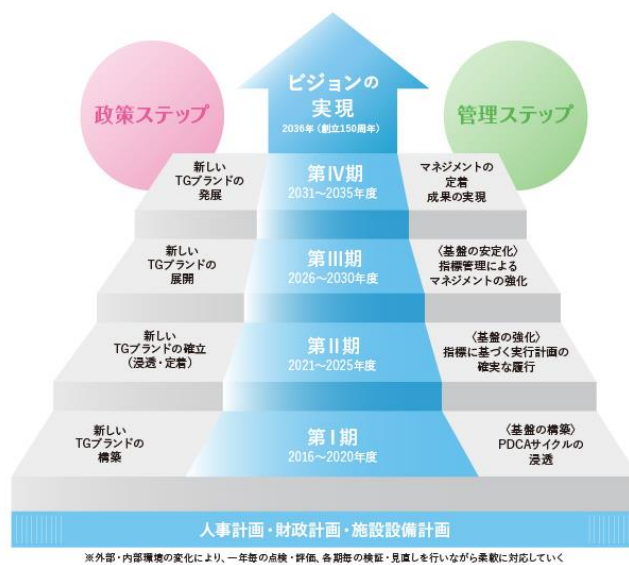 ビジョンの
実現
2036年（創立150周年）
政策ステップ
管理ステップ
新しい
TGブランドの
発展
第Ⅳ期
2031～2035年度
マネジメントの
定着
成果の実現
新しい
TGブランドの
展開
第Ⅲ期
2026～2030年度
〈基盤の安定化〉
指標管理による
マネジメントの強化
新しい
TGブランドの確立
（浸透・定着）
第Ⅱ期
2021～2025年度
〈基盤の強化〉
指標に基づく実行計画の
確実な履行
新しい
TGブランドの
構築
第Ⅰ期
2016～2020年度
〈基盤の構築〉
PDCAサイクルの
浸透
人事計画・財政計画・施設設備計画
※外部・内部環境の変化により、一年毎の点検・評価、各期毎の検証・見直しを行いながら柔軟に対応していく